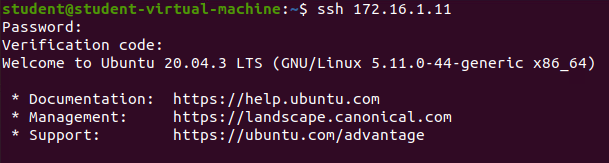 student@student-virtual-machine:~$ ssh 172.16.1.11
Password:
Verification code:
Welcome to Ubuntu 20.04.3 LTS (GNU/Linux 5.11.0-44-generic x86_64)

 * Documentation:  https://help.ubuntu.com
 * Management:     https://landscape.canonical.com
 * Support:        https://ubuntu.com/advantage